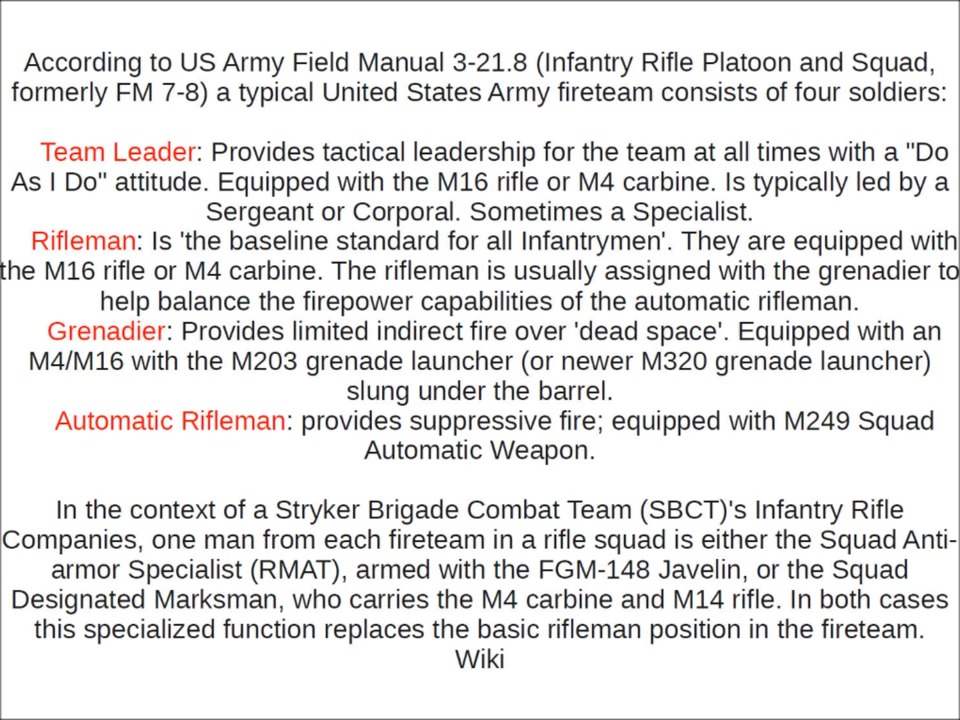 According to US Army Field Manual 3-21.8 (Infantry Rifle Platoon and Squad,
formerly FM 7-8) a typical United States Army fireteam consists of four soldiers:
Team Leader: Provides tactical leadership for the team at all times with a "Do
As I Do" attitude. Equipped with the M16 rifle or M4 carbine. Is typically led by a
Sergeant or Corporal. Sometimes a Specialist.
Rifleman: Is 'the baseline standard for all Infantrymen'. They are equipped with
the M16 rifle or M4 carbine. The rifleman is usually assigned with the grenadier to
help balance the firepower capabilities of the automatic rifleman.
Grenadier: Provides limited indirect fire over 'dead space'. Equipped with an
M4/M16 with the M203 grenade launcher (or newer M320 grenade launcher)
slung under the barrel.
Automatic Rifleman: provides suppressive fire; equipped with M249 Squad
Automatic Weapon.
In the context of a Stryker Brigade Combat Team (SBCT)'s Infantry Rifle
Companies, one man from each fireteam in a rifle squad is either the Squad Anti-
armor Specialist (RMAT), armed with the FGM-148 Javelin, or the Squad
Designated Marksman, who carries the M4 carbine and M14 rifle. In both cases
this specialized function replaces the basic rifleman position in the fireteam.
Wiki